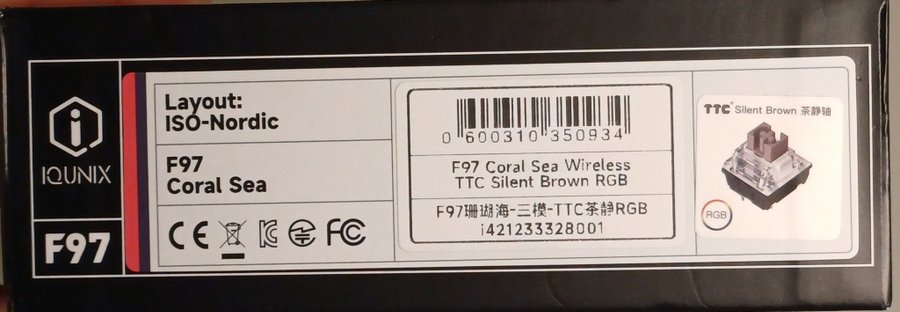 IQUNIX
F97
Layout:
ISO-Nordic
F97
Coral Sea
CE
FC
0 600310 350934
F97 Coral Sea Wireless
TTC Silent Brown RGB
F97珊瑚海-三模-TTC茶静RGB
i421233328001
TTC Silent Brown 茶静轴
RGB